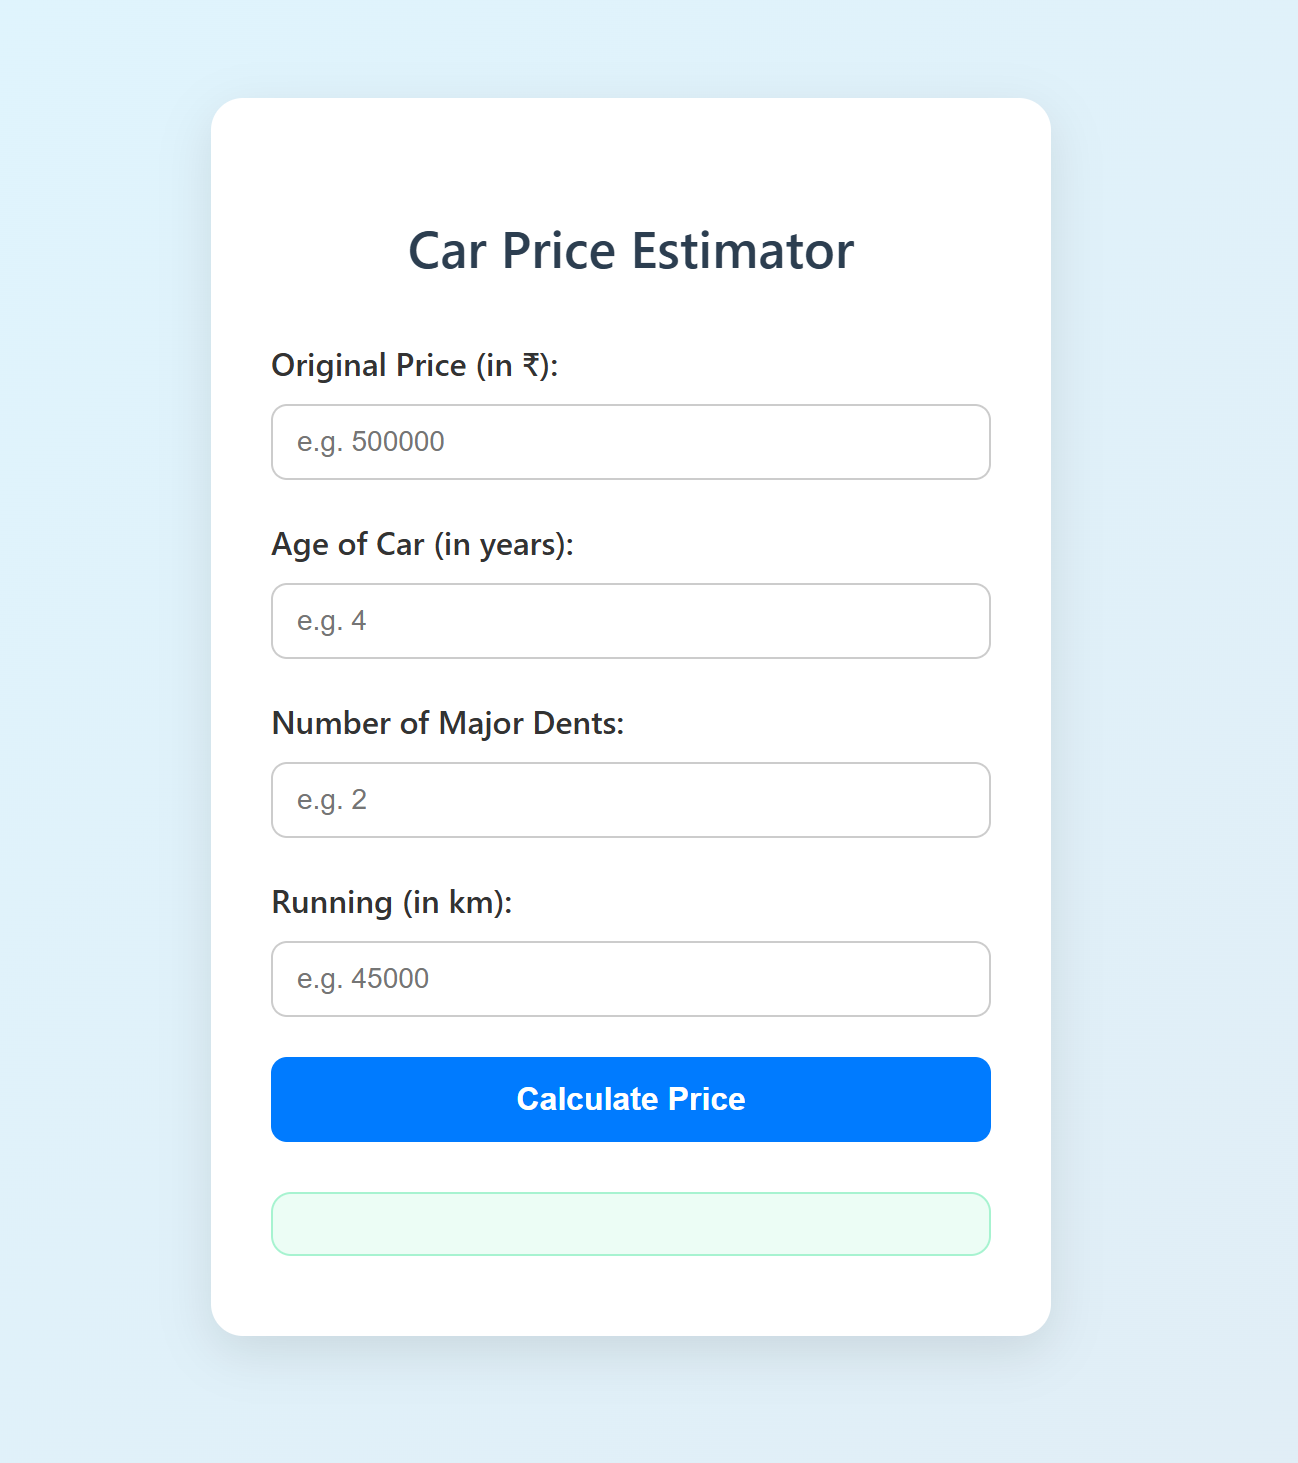 Car Price Estimator
Original Price (in ₹):
e.g. 500000
Age of Car (in years):
e.g. 4
Number of Major Dents:
e.g. 2
Running (in km):
e.g. 45000
Calculate Price